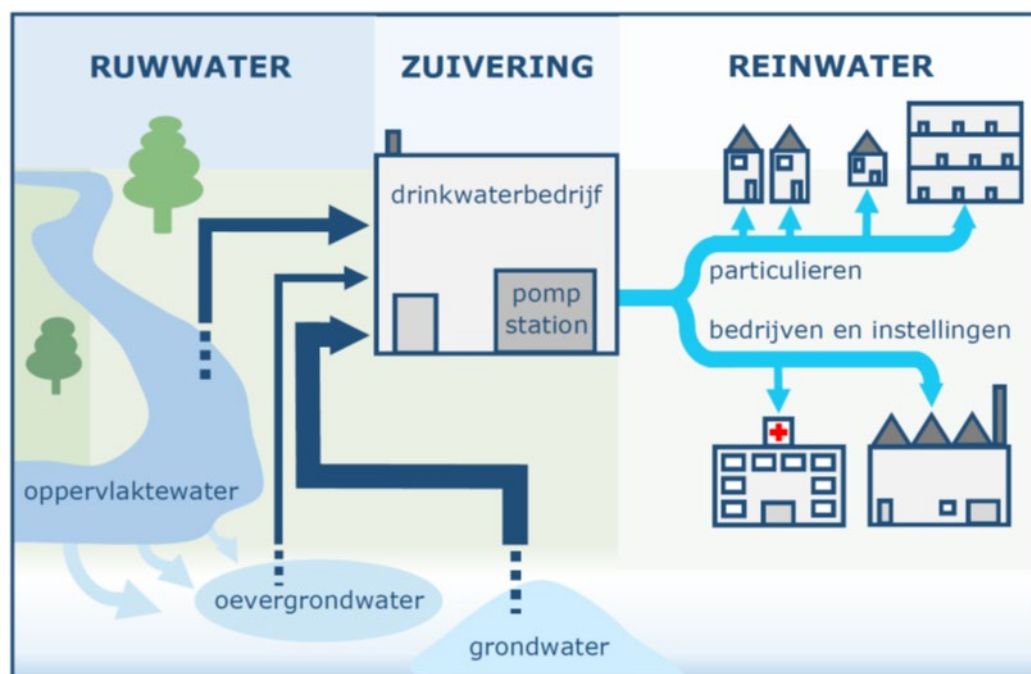 RUWWATER
ZUIVERING
REINWATER
drinkwaterbedrijf
pomp
station
particulieren
bedrijven en instellingen
oppervlaktewater
oevergrondwater
grondwater